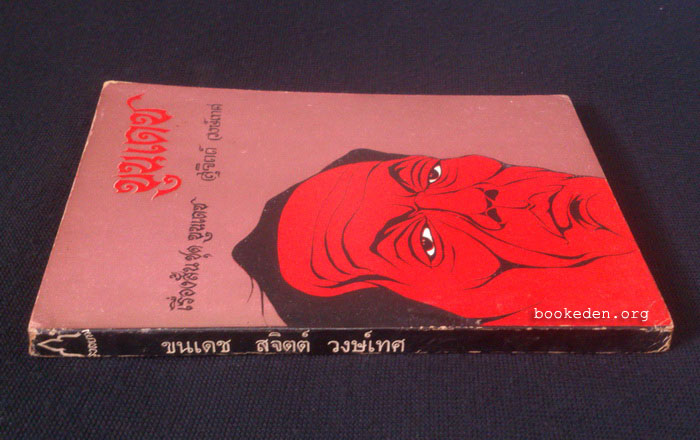 ขุนเดช
สุจิตต์ วงษ์เทศ
เรื่องสั้นชุด ขุนเดช
bookeden.org
ขุนเดช สุจิตต์ วงษ์เทศ